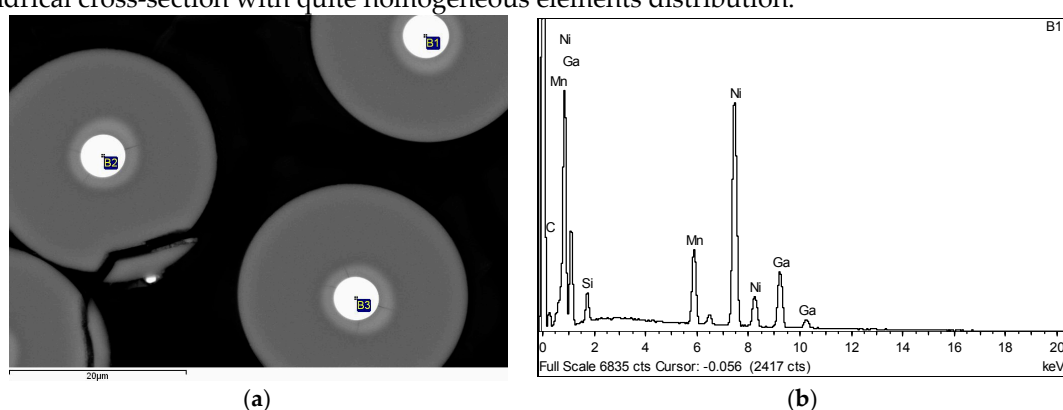 ndrical cross-section with quite homogeneous elements distribution.
B1
B2
B3
20µm
B1
Ni
Ga
Mn
Ni
C
Si
Mn
Ni
Ga
Ga
0 2 4 6 8 10 12 14 16 18 20
Full Scale 6835 cts Cursor: -0.056 (2417 cts) keV
(a) (b)